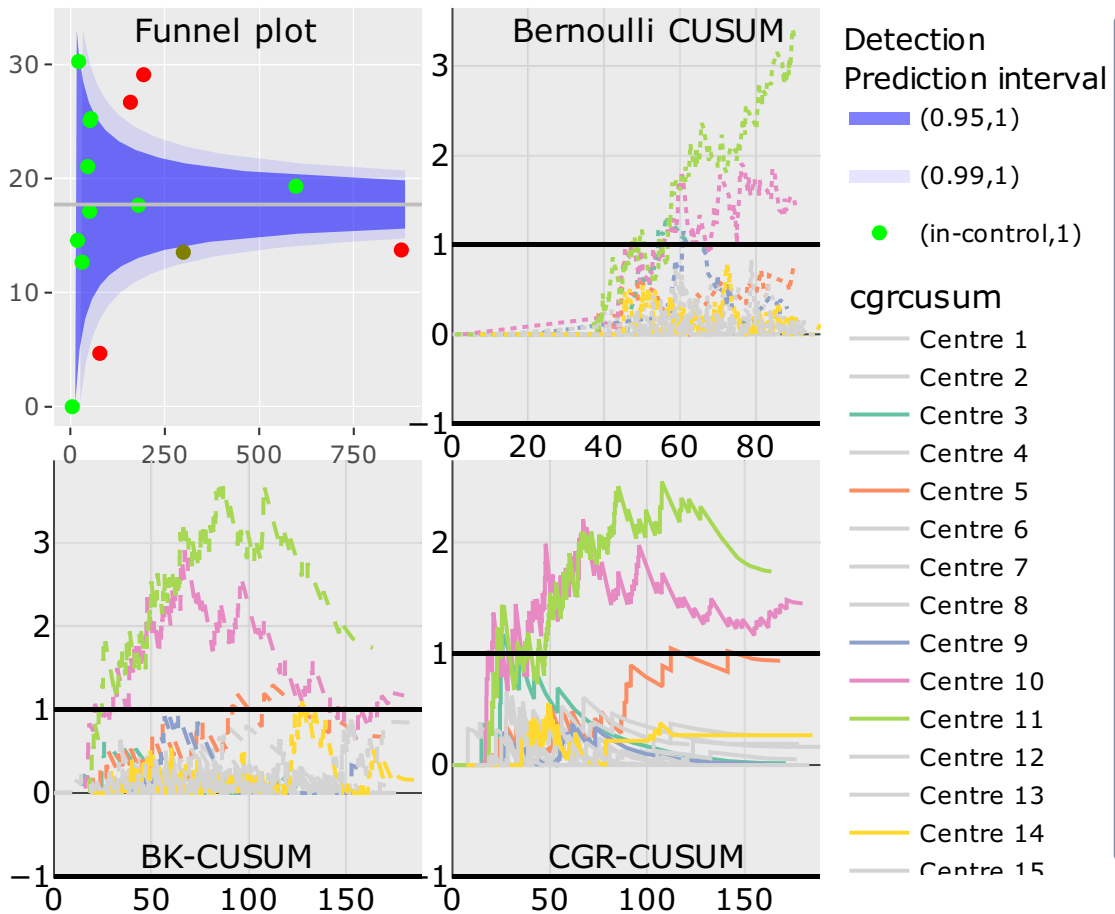 Funnel plot
30
20
10
0
0 250 500 750
Bernoulli CUSUM
3
2
1
0
−1
0 20 40 60 80
BK-CUSUM
3
2
1
0
−1
0 50 100 150
CGR-CUSUM
2
1
0
−1
0 50 100 150
Detection
Prediction interval
(0.95,1)
(0.99,1)
(in-control,1)
cgrcusum
Centre 1
Centre 2
Centre 3
Centre 4
Centre 5
Centre 6
Centre 7
Centre 8
Centre 9
Centre 10
Centre 11
Centre 12
Centre 13
Centre 14
Centre 15